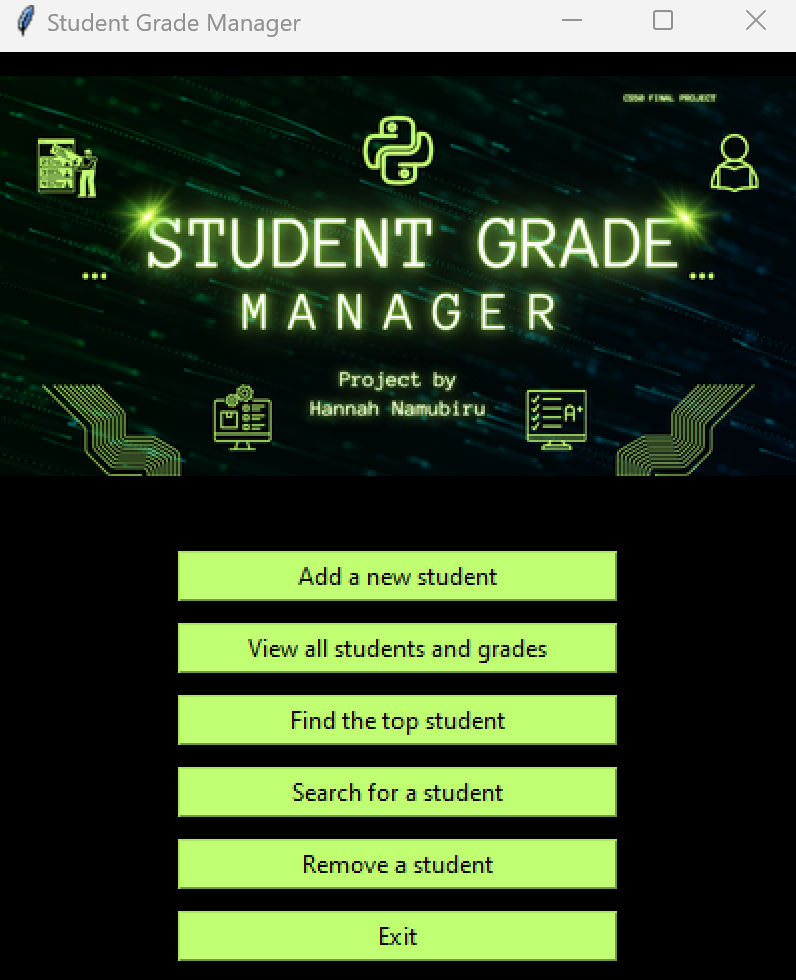 Student Grade Manager
CS50 FINAL PROJECT
STUDENT GRADE
MANAGER
Project by
Hannah Namubiru
A+
Add a new student
View all students and grades
Find the top student
Search for a student
Remove a student
Exit